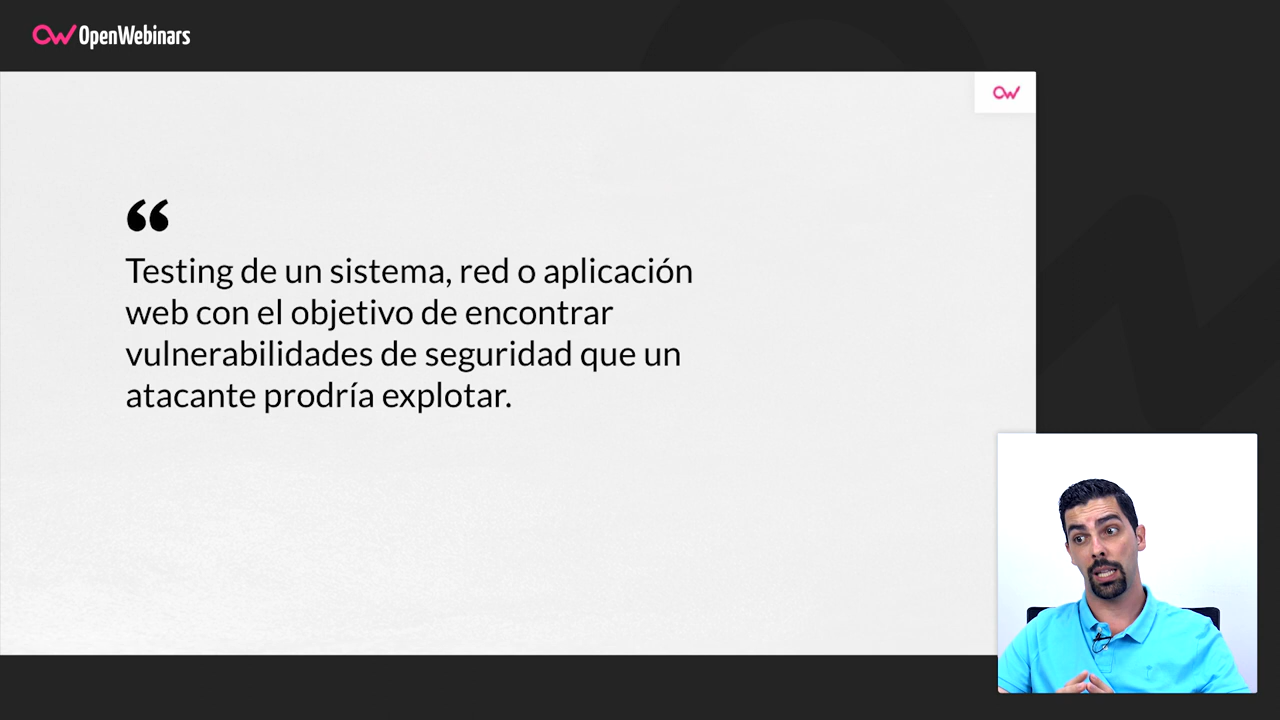 OpenWebinars
“
Testing de un sistema, red o aplicación
web con el objetivo de encontrar
vulnerabilidades de seguridad que un
atacante prodría explotar.